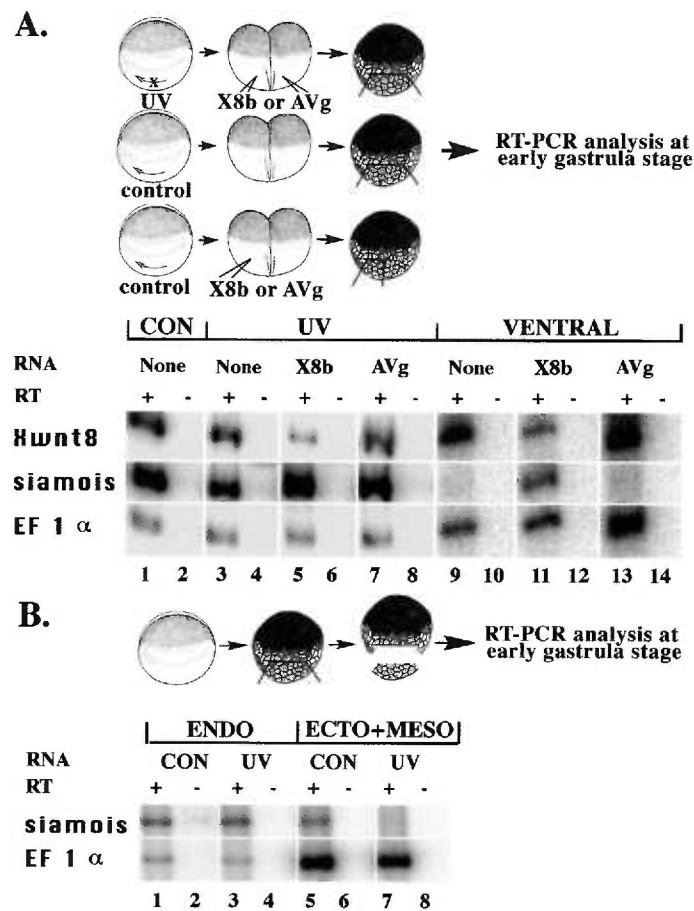 A.
x
UV
X8b or AVg
control
RT-PCR analysis at
early gastrula stage
control
X8b or AVg
CON UV VENTRAL
RNA None None X8b AVg None X8b AVg
RT + - + - + - + - + - + - + -
Xwnt8
siamois
EF 1 α
1 2 3 4 5 6 7 8 9 10 11 12 13 14
B.
RT-PCR analysis at
early gastrula stage
ENDO ECTO+MESO
RNA CON UV CON UV
RT + - + - + - + -
siamois
EF 1 α
1 2 3 4 5 6 7 8